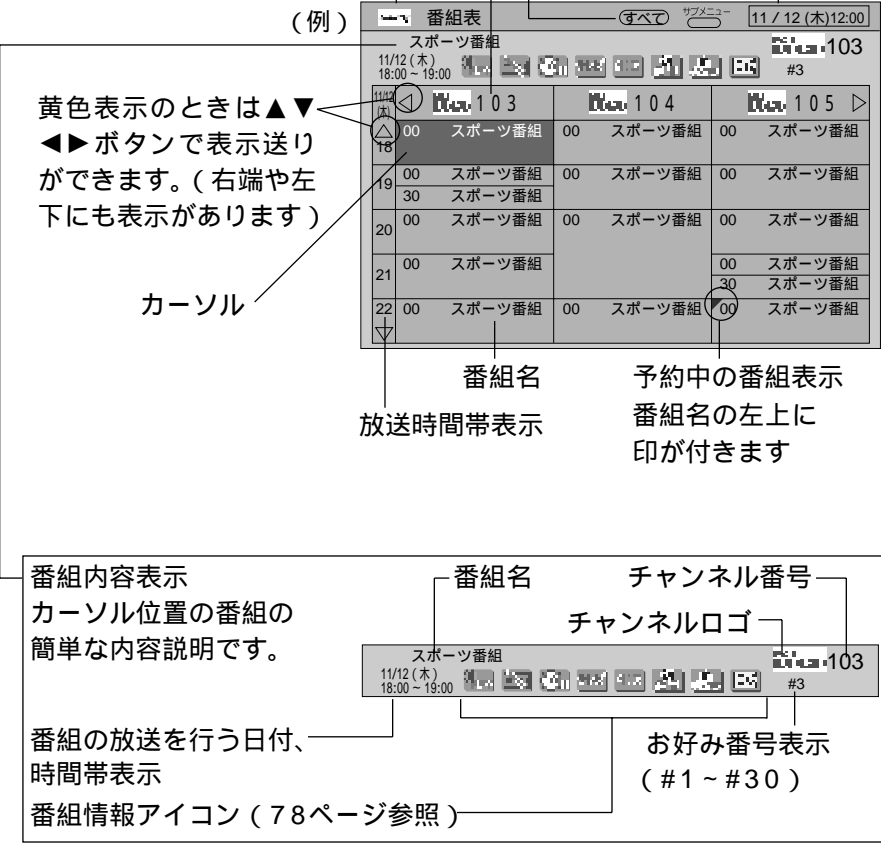 (例)
番組表
すべて
サブメニュー
11 / 12 (木)12:00
スポーツ番組
103
11/12 (木)
18:00 ~ 19:00
#3
黄色表示のときは▲▼
◀▶ボタンで表示送り
ができます。(右端や左
下にも表示があります)
11/12
(木)
◁ 103 104 105 ▷
△
18
00 スポーツ番組 00 スポーツ番組 00 スポーツ番組
19
00 スポーツ番組 00 スポーツ番組 00 スポーツ番組
30 スポーツ番組
20
00 スポーツ番組 00 スポーツ番組 00 スポーツ番組
21
00 スポーツ番組 00 スポーツ番組
30 スポーツ番組
22
00 スポーツ番組 00 スポーツ番組 00 スポーツ番組
▽
カーソル
番組名
放送時間帯表示
予約中の番組表示
番組名の左上に
印が付きます
番組内容表示
カーソル位置の番組の
簡単な内容説明です。
番組名
チャンネル番号
チャンネルロゴ
スポーツ番組
103
11/12 (木)
18:00 ~ 19:00
#3
番組の放送を行う日付、
時間帯表示
お好み番号表示
(#1~#30)
番組情報アイコン(78ページ参照)